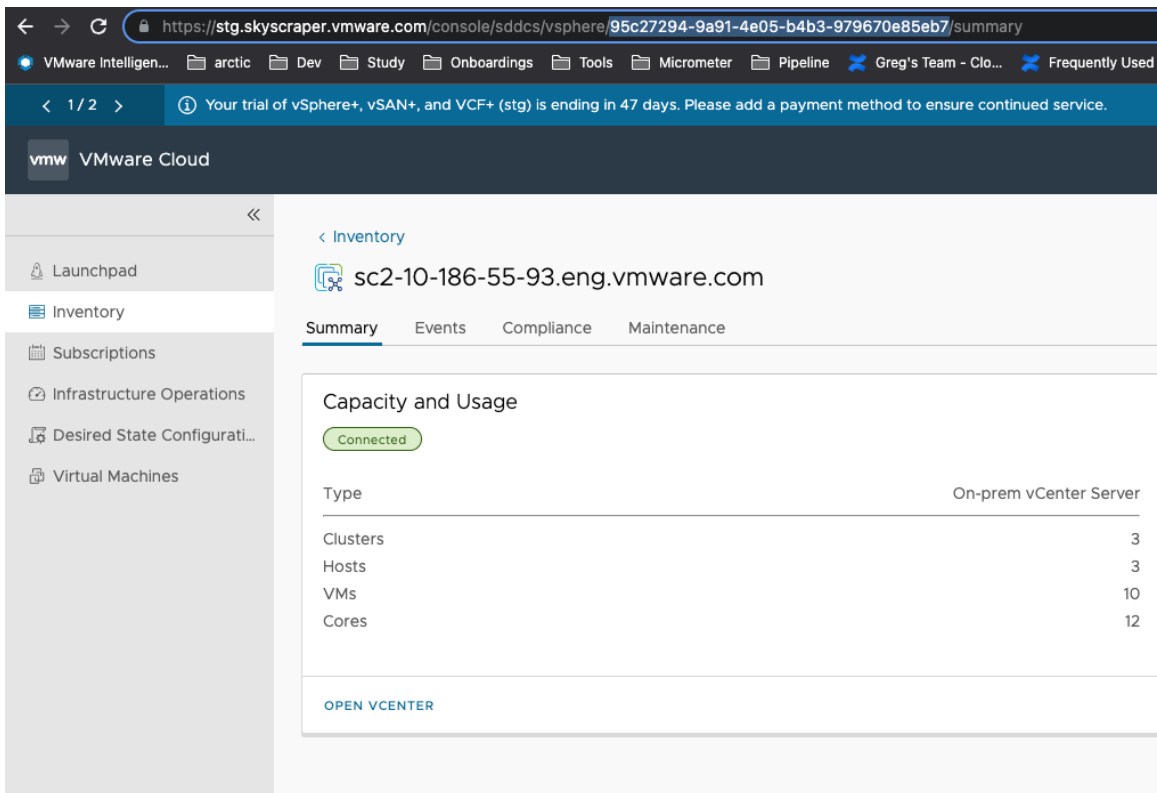 https://stg.skyscraper.vmware.com/console/sddcs/vsphere/95c27294-9a91-4e05-b4b3-979670e85eb7/summary
VMware Intelligen... arctic Dev Study Onboardings Tools Micrometer Pipeline Greg's Team - Clo... Frequently Used
1/2 Your trial of vSphere+, vSAN+, and VCF+ (stg) is ending in 47 days. Please add a payment method to ensure continued service.
vmw VMware Cloud
Inventory
Launchpad
sc2-10-186-55-93.eng.vmware.com
Inventory
Summary Events Compliance Maintenance
Subscriptions
Infrastructure Operations
Desired State Configurati...
Virtual Machines
Capacity and Usage
Connected
Type On-prem vCenter Server
Clusters 3
Hosts 3
VMs 10
Cores 12
OPEN VCENTER